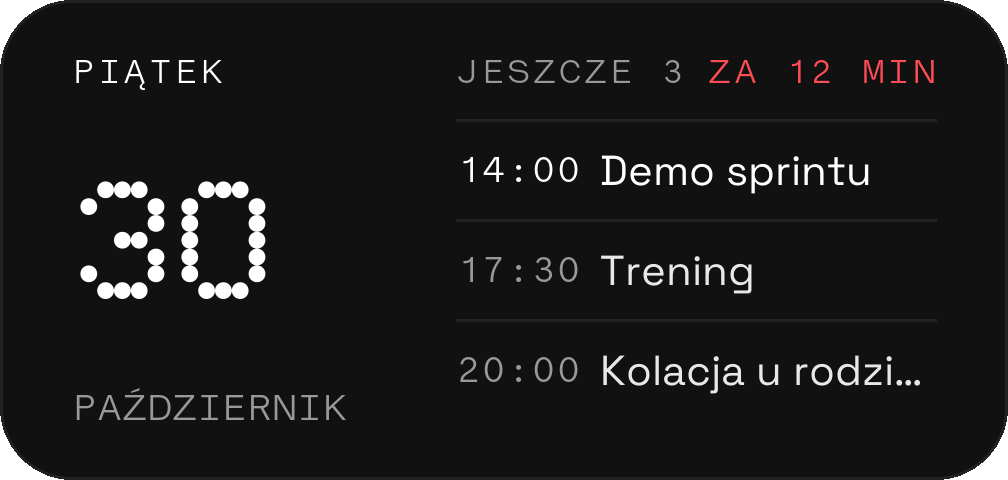 PIĄTEK
30
PAŹDZIERNIK
JESZCZE 3 ZA 12 MIN
14:00 Demo sprintu
17:30 Trening
20:00 Kolacja u rodzi…